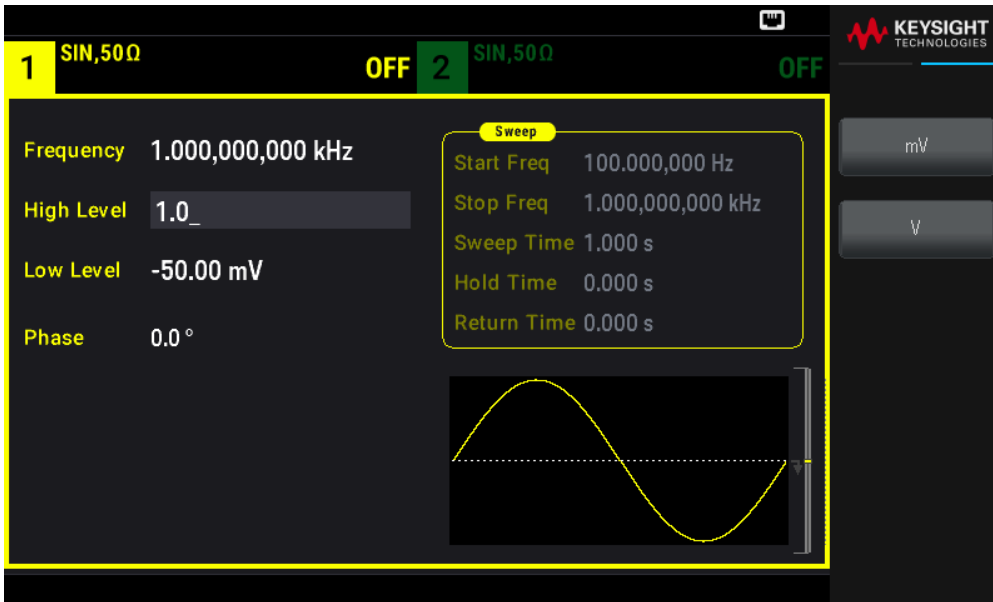 KEYSIGHT
TECHNOLOGIES
1 SIN,50Ω OFF
2 SIN,50Ω OFF
Frequency 1.000,000,000 kHz
High Level 1.0_
Low Level -50.00 mV
Phase 0.0 °
Sweep
Start Freq 100.000,000 Hz
Stop Freq 1.000,000,000 kHz
Sweep Time 1.000 s
Hold Time 0.000 s
Return Time 0.000 s
mV
V